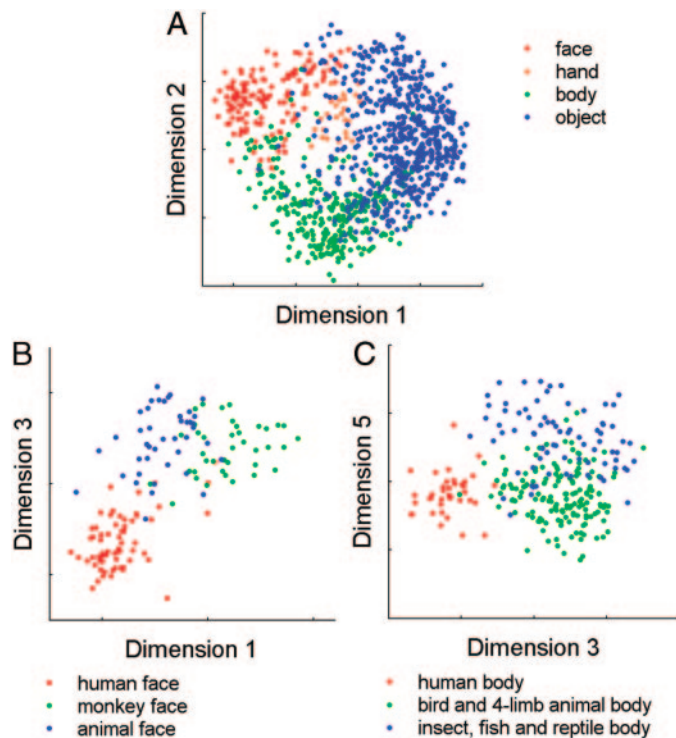 A
Dimension 2
Dimension 1
face
hand
body
object
B
Dimension 3
Dimension 1
human face
monkey face
animal face
C
Dimension 5
Dimension 3
human body
bird and 4-limb animal body
insect, fish and reptile body